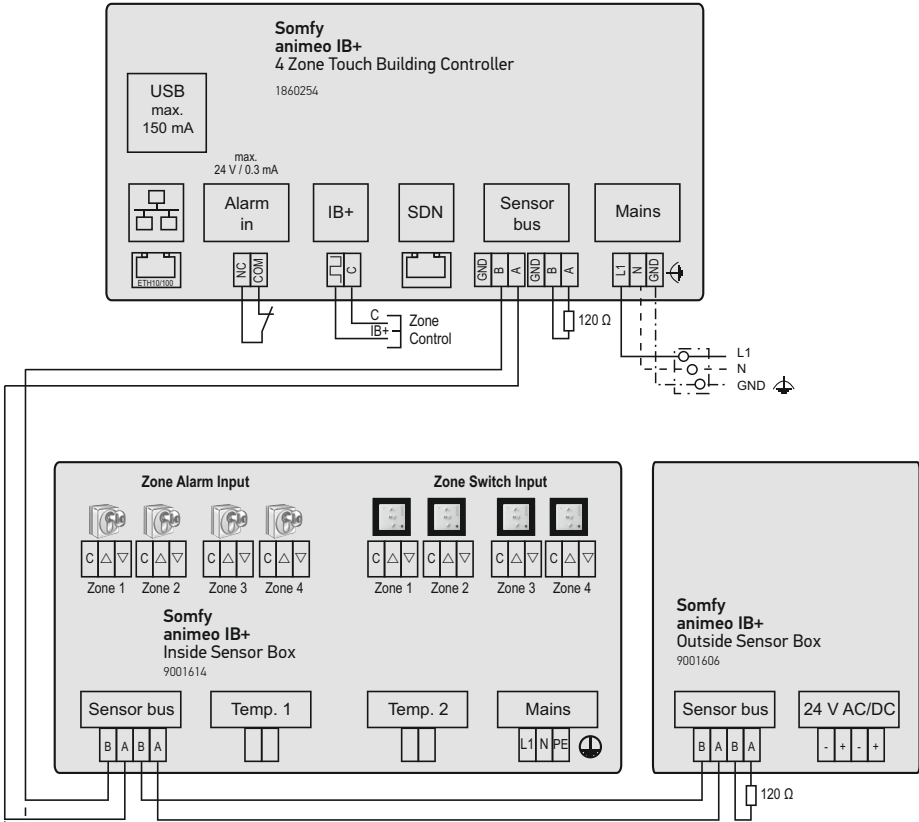 Somfy
animeo IB+
4 Zone Touch Building Controller
1860254
USB
max.
150 mA
max.
24 V / 0.3 mA
Alarm
in
IB+
SDN
Sensor
bus
Mains
ETH10/100
NC COM
C
GND B A GND B A
L1 N GND
C
IB+
Zone
Control
120 Ω
L1
N
GND
Zone Alarm Input
Zone Switch Input
C C C C
C C C C
Zone 1 Zone 2 Zone 3 Zone 4
Zone 1 Zone 2 Zone 3 Zone 4
Somfy
animeo IB+
Inside Sensor Box
9001614
Sensor bus
Temp. 1
Temp. 2
Mains
B A B A
L1 N PE
Somfy
animeo IB+
Outside Sensor Box
9001606
Sensor bus
24 V AC/DC
B A B A
- + - +
120 Ω